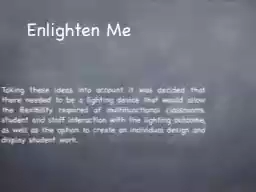 Enlighten Me
Taking these ideas into account it was decided that
there needed to be a lighting device that would allow
the flexibility required of multifunctional classrooms,
student and staff interaction with the lighting outcome,
as well as the option to create an individual design and
display student work.